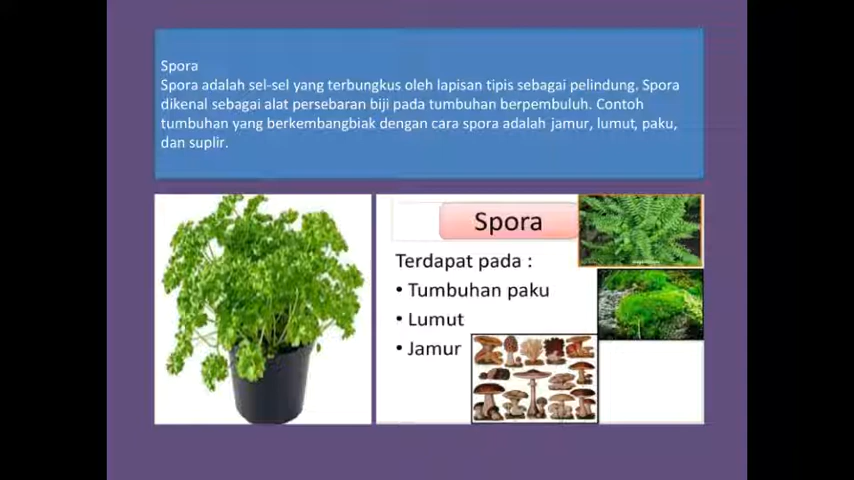 Spora
Spora adalah sel-sel yang terbungkus oleh lapisan tipis sebagai pelindung. Spora
dikenal sebagai alat persebaran biji pada tumbuhan berpembuluh. Contoh
tumbuhan yang berkembangbiak dengan cara spora adalah jamur, lumut, paku,
dan suplir.
Spora
Terdapat pada :
• Tumbuhan paku
• Lumut
• Jamur